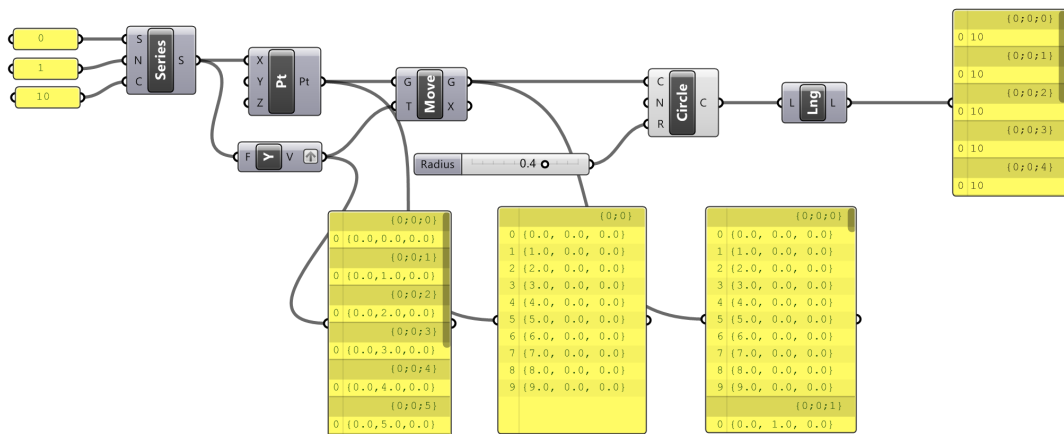 0
1
10
S
N
C
Series
S
X
Y
Z
Pt
Pt
F
Y
V
G
T
Move
G
X
Radius
0.4
C
N
R
Circle
C
L
Lng
L
{0;0;0}
0 10
{0;0;1}
0 10
{0;0;2}
0 10
{0;0;3}
0 10
{0;0;4}
0 10
{0;0;0}
0 {0.0,0.0,0.0}
{0;0;1}
0 {0.0,1.0,0.0}
{0;0;2}
0 {0.0,2.0,0.0}
{0;0;3}
0 {0.0,3.0,0.0}
{0;0;4}
0 {0.0,4.0,0.0}
{0;0;5}
0 {0.0,5.0,0.0}
{0;0}
0 {0.0, 0.0, 0.0}
1 {1.0, 0.0, 0.0}
2 {2.0, 0.0, 0.0}
3 {3.0, 0.0, 0.0}
4 {4.0, 0.0, 0.0}
5 {5.0, 0.0, 0.0}
6 {6.0, 0.0, 0.0}
7 {7.0, 0.0, 0.0}
8 {8.0, 0.0, 0.0}
9 {9.0, 0.0, 0.0}
{0;0;0}
0 {0.0, 0.0, 0.0}
1 {1.0, 0.0, 0.0}
2 {2.0, 0.0, 0.0}
3 {3.0, 0.0, 0.0}
4 {4.0, 0.0, 0.0}
5 {5.0, 0.0, 0.0}
6 {6.0, 0.0, 0.0}
7 {7.0, 0.0, 0.0}
8 {8.0, 0.0, 0.0}
9 {9.0, 0.0, 0.0}
{0;0;1}
0 {0.0, 1.0, 0.0}